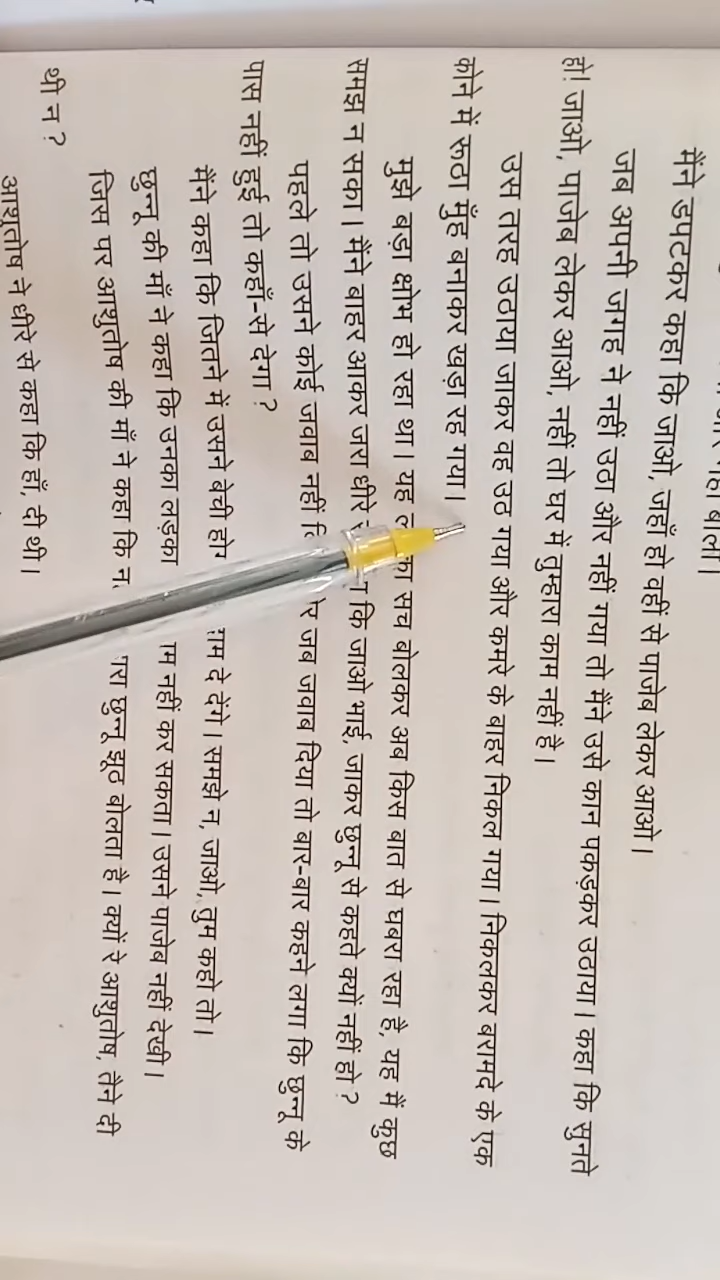 बोला।
मैंने डपटकर कहा कि जाओ, जहाँ हो वहीं से पाजेब लेकर आओ।
जब अपनी जगह ने नहीं उठा और नहीं गया तो मैंने उसे कान पकड़कर उठाया। कहा कि सुनते
हो! जाओ, पाजेब लेकर आओ, नहीं तो घर में तुम्हारा काम नहीं है।
उस तरह उठाया जाकर वह उठ गया और कमरे के बाहर निकल गया। निकलकर बरामदे के एक
कोने में रूठा मुँह बनाकर खड़ा रह गया।
मुझे बड़ा क्षोभ हो रहा था। यह का सच बोलकर अब किस बात से घबरा रहा है, यह मैं कुछ
समझ न सका। मैंने बाहर आकर जरा धीरे कि जाओ भाई, जाकर छुन्नू से कहते क्यों नहीं हो?
पहले तो उसने कोई जवाब नहीं जब जवाब दिया तो बार-बार कहने लगा कि छुन्नू के
पास नहीं हुई तो कहाँ-से देगा?
मैंने कहा कि जितने में उसने बेची दे देंगे। समझे न, जाओ, तुम कहो तो।
छुन्नू की माँ ने कहा कि उनका लड़का नहीं कर सकता। उसने पाजेब नहीं देखी।
जिस पर आशुतोष की माँ ने कहा कि छुन्नू झूठ बोलता है। क्यों रे आशुतोष, तैने दी
थी न?
आशुतोष ने धीरे से कहा कि हाँ, दी थी।